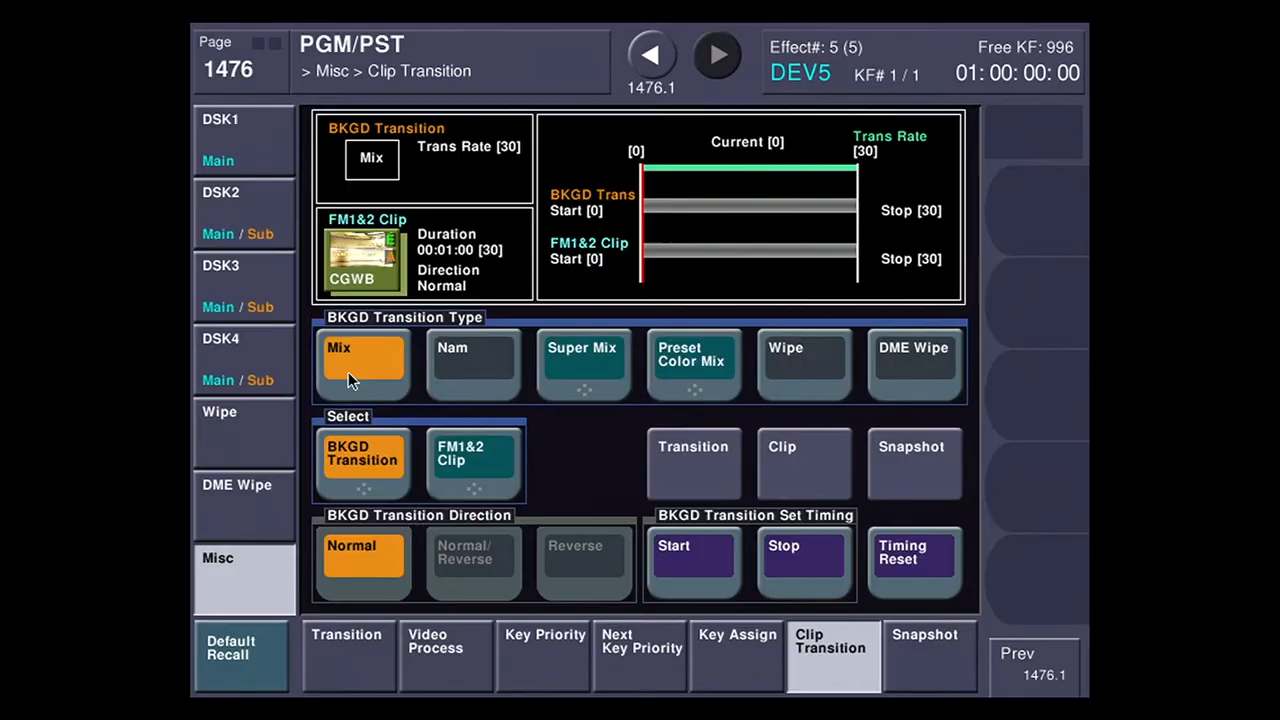 Page
1476
PGM/PST
> Misc > Clip Transition
1476.1
Effect#: 5 (5)
Free KF: 996
DEV5
KF# 1 / 1
01: 00: 00: 00
DSK1
Main
DSK2
Main / Sub
DSK3
Main / Sub
DSK4
Main / Sub
Wipe
DME Wipe
Misc
BKGD Transition
Mix
Trans Rate [30]
FM1&2 Clip
E
A
CGWB
Duration
00:01:00 [30]
Direction
Normal
Current [0]
Trans Rate
[0]
[30]
BKGD Trans
Start [0]
Stop [30]
FM1&2 Clip
Start [0]
Stop [30]
BKGD Transition Type
Mix
Nam
Super Mix
Preset
Color Mix
Wipe
DME Wipe
Select
BKGD
Transition
FM1&2
Clip
Transition
Clip
Snapshot
BKGD Transition Direction
Normal
Normal/
Reverse
Reverse
BKGD Transition Set Timing
Start
Stop
Timing
Reset
Default
Recall
Transition
Video
Process
Key Priority
Next
Key Priority
Key Assign
Clip
Transition
Snapshot
Prev
1476.1